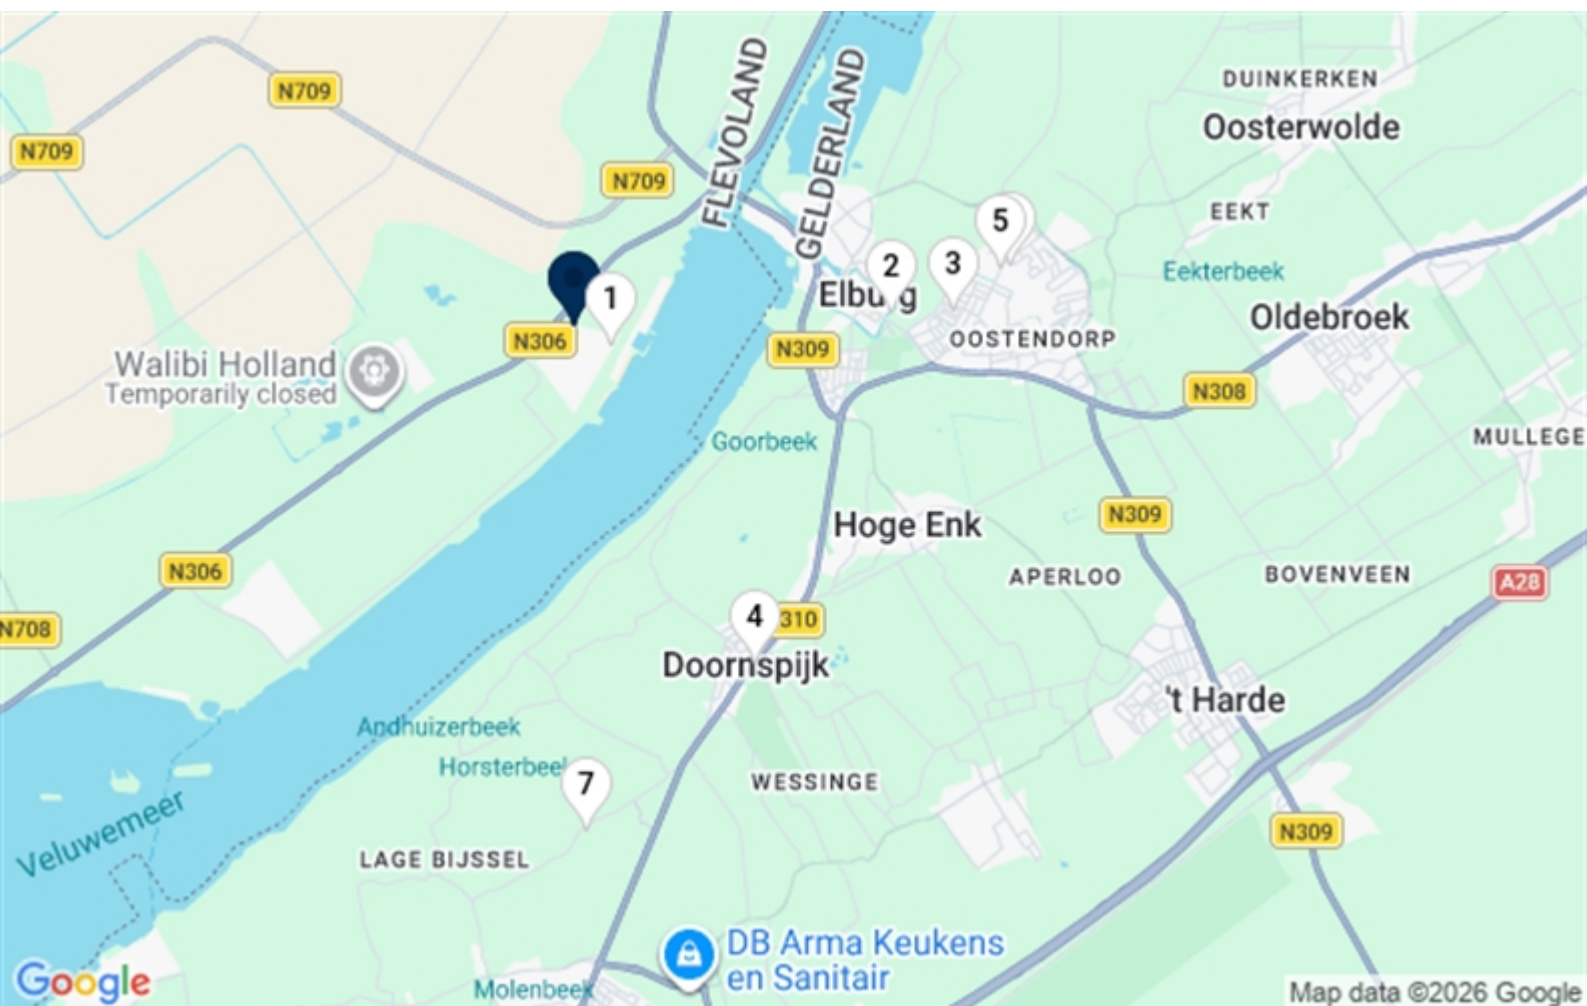 DUINKERKEN
Oosterwolde
N709
N709
N709
FLEVOLAND
GELDERLAND
EEKT
5
Eekterbeek
2
3
1
Elburg
Oldebroek
N306
OOSTENDORP
N309
Walibi Holland
Temporarily closed
N308
MULLEGE
Goorbeek
N309
Hoge Enk
N306
APERLOO
BOVENVEEN
A28
N708
4
310
Doornspijk
't Harde
Andhuizerbeek
Horsterbeek
7
WESSINGE
Veluwemeer
LAGE BIJSSEL
N309
DB Arma Keukens
en Sanitair
Google
Molenbeek
Map data ©2026 Google